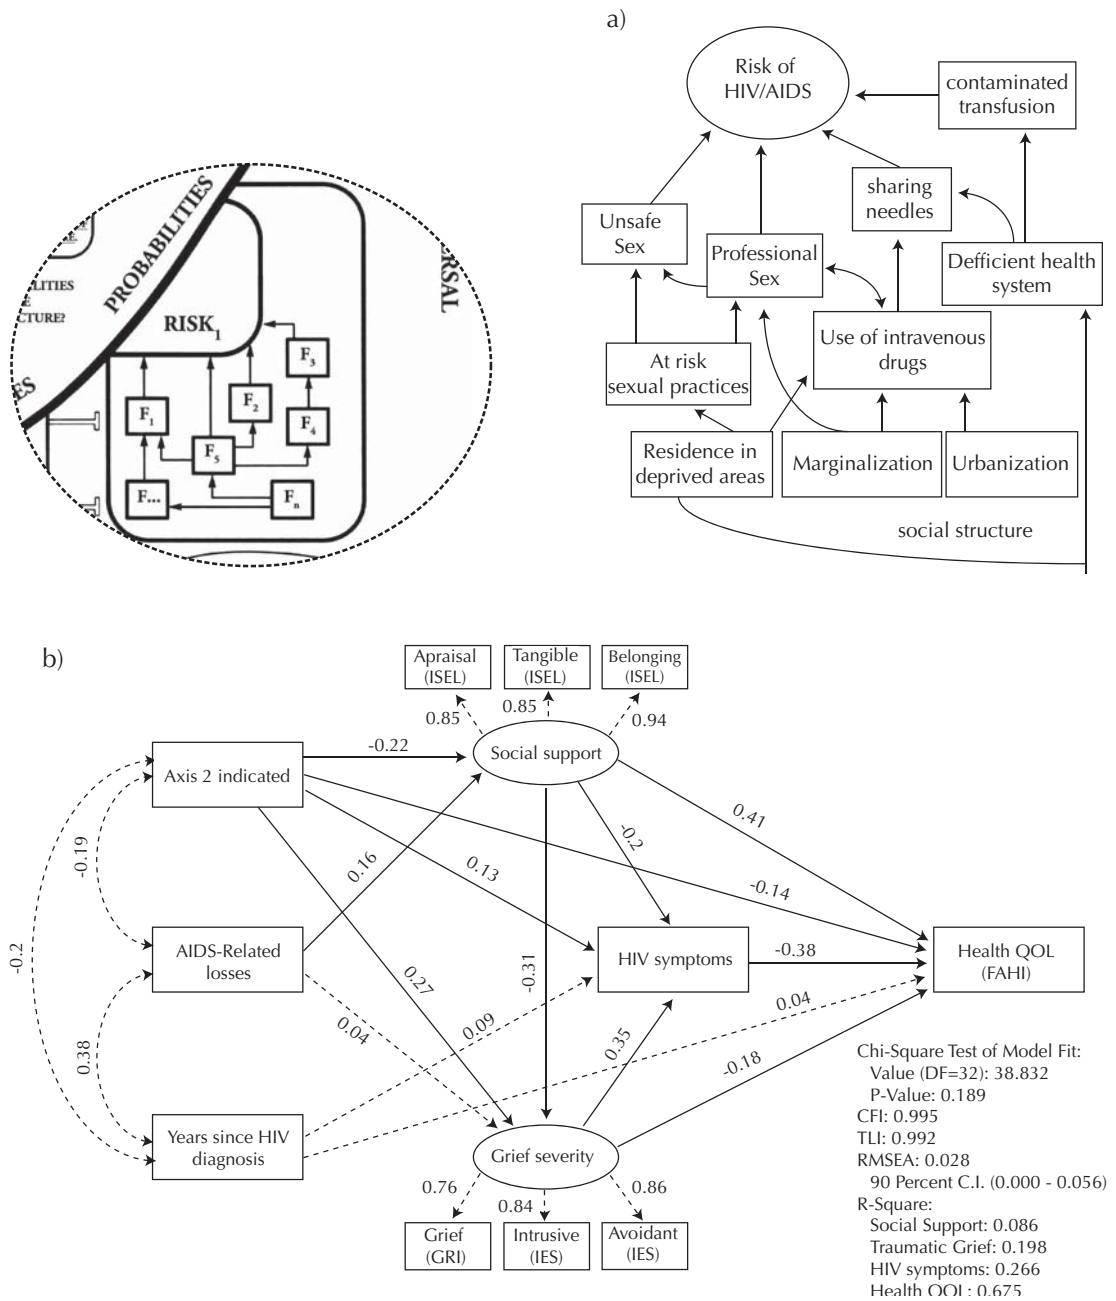 a)
Risk of
HIV/AIDS
contaminated
transfusion
sharing
needles
Unsafe
Sex
Professional
Sex
Defficient health
system
Use of intravenous
drugs
At risk
sexual practices
Residence in
deprived areas
Marginalization
Urbanization
social structure
PROBABILITIES
RISK1
F1
F2
F3
F4
F5
F...
Fn
b)
Apraisal
(ISEL)
Tangible
(ISEL)
Belonging
(ISEL)
0.85
0.85
0.94
Social support
Axis 2 indicated
-0.22
0.41
-0.2
-0.19
0.16
0.13
-0.14
AIDS-Related
losses
HIV symptoms
-0.38
Health QOL
(FAHI)
-0.2
-0.31
0.27
0.04
0.09
0.04
0.38
0.35
-0.18
Years since HIV
diagnosis
Grief severity
0.76
0.84
0.86
Grief
(GRI)
Intrusive
(IES)
Avoidant
(IES)
Chi-Square Test of Model Fit:
Value (DF=32): 38.832
P-Value: 0.189
CFI: 0.995
TLI: 0.992
RMSEA: 0.028
90 Percent C.I. (0.000 - 0.056)
R-Square:
Social Support: 0.086
Traumatic Grief: 0.198
HIV symptoms: 0.266
Health QOL: 0.675